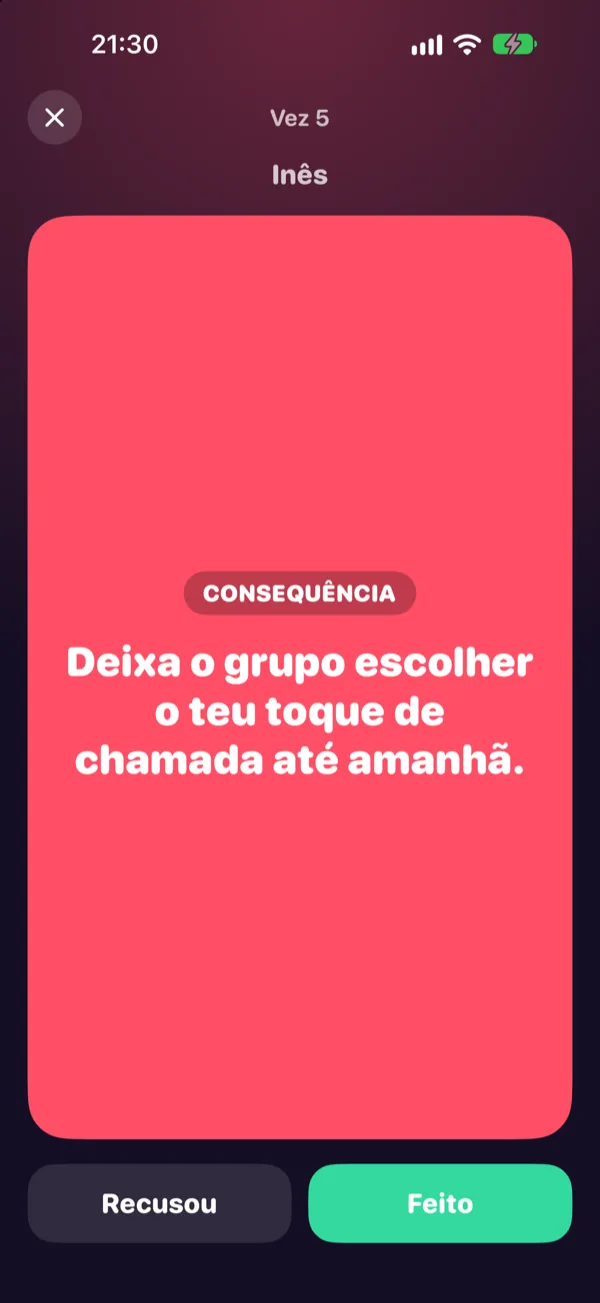 21:30
Vez 5
Inês
CONSEQUÊNCIA
Deixa o grupo escolher
o teu toque de
chamada até amanhã.
Recusou
Feito